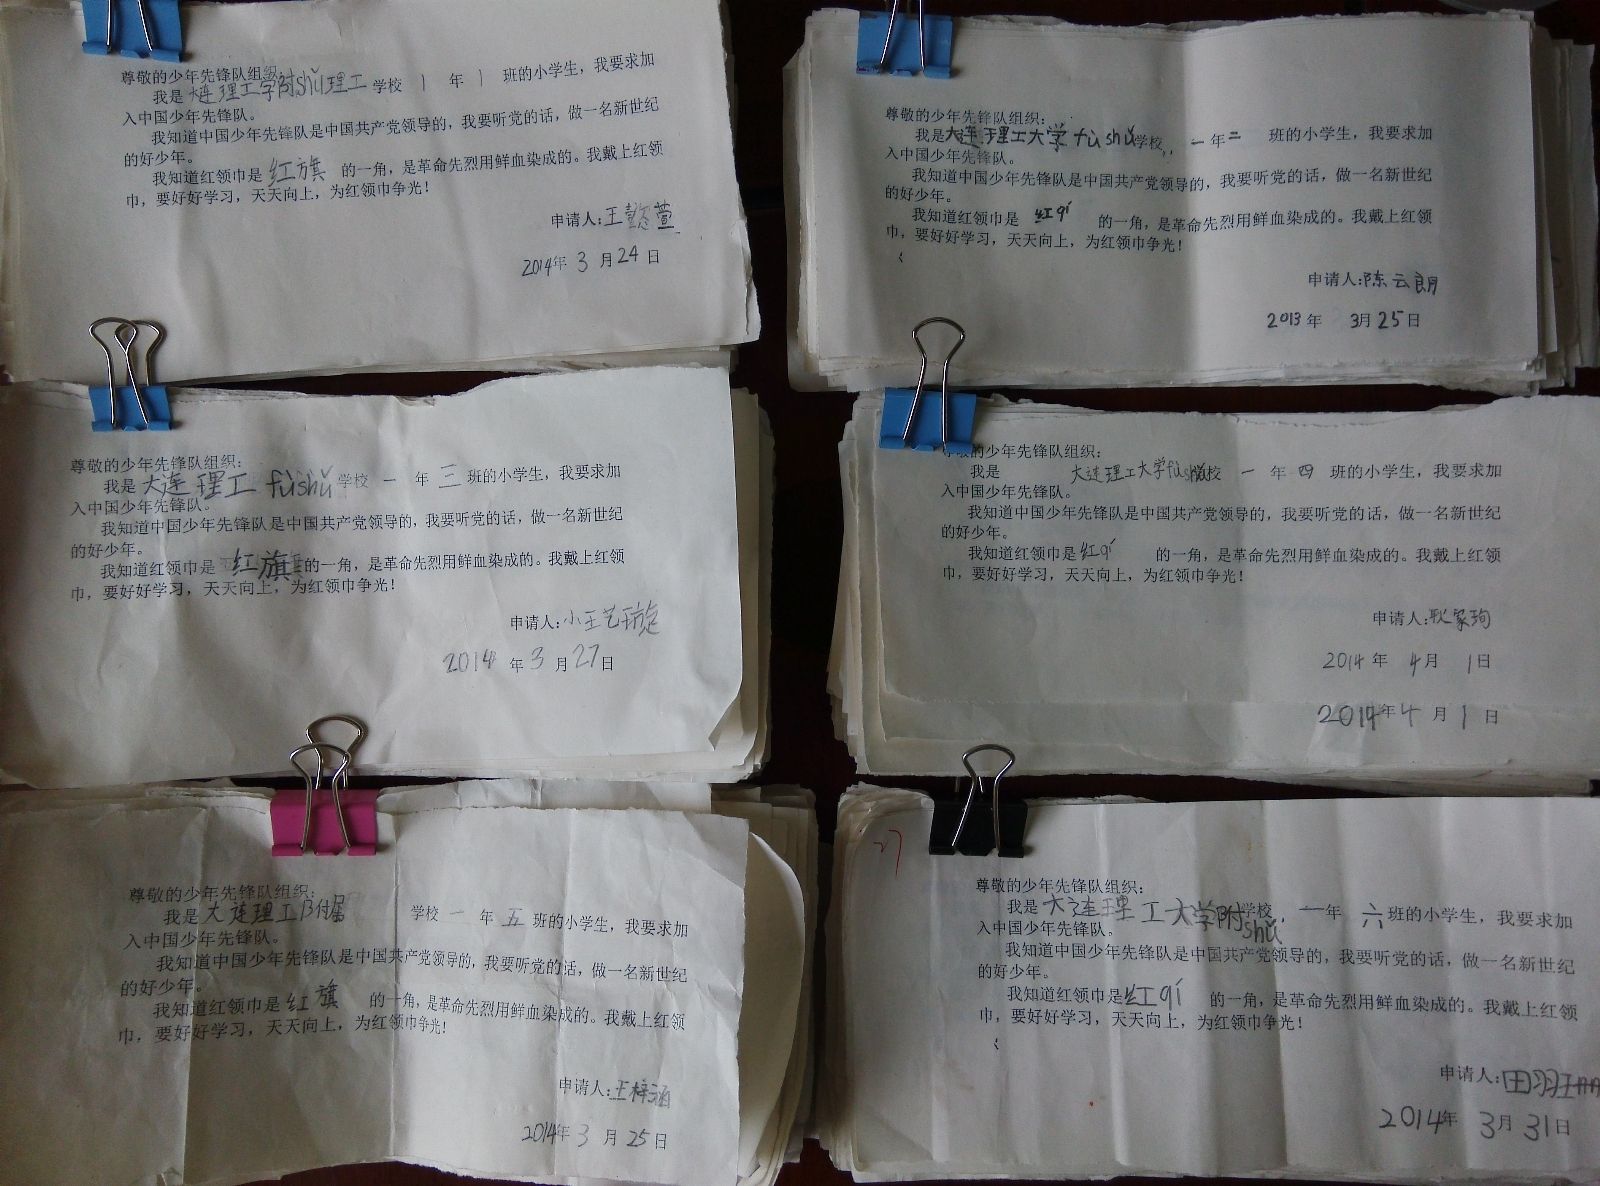 尊敬的少年先锋队组织
我是大连理工学附shǔ理工学校 1 年 1 班的小学生，我要求加
入中国少年先锋队。
我知道中国少年先锋队是中国共产党领导的，我要听党的话，做一名新世纪
的好少年。
我知道红领巾是 红旗 的一角，是革命先烈用鲜血染成的。我戴上红领
巾，要好好学习，天天向上，为红领巾争光！
申请人:王懿萱
2014年 3 月 24 日
尊敬的少年先锋队组织：
我是大连理工大学fùshǔ学校，一年二 班的小学生，我要求加
入中国少年先锋队。
我知道中国少年先锋队是中国共产党领导的，我要听党的话，做一名新世纪
的好少年。
我知道红领巾是 红qí 的一角，是革命先烈用鲜血染成的。我戴上红领
巾，要好好学习，天天向上，为红领巾争光！
申请人:陈云朗
2013 年 3月 25 日
尊敬的少年先锋队组织：
我是大连理工 fùshǔ 学校 一 年 三 班的小学生，我要求加
入中国少年先锋队。
我知道中国少年先锋队是中国共产党领导的，我要听党的话，做一名新世纪
的好少年。
我知道红领巾是 红旗 的一角，是革命先烈用鲜血染成的。我戴上红领
巾，要好好学习，天天向上，为红领巾争光！
申请人:小王艺璇
2014 年 3 月 27 日
尊敬的少年先锋队组织：
我是 大连理工大学fùshǔ校 一 年 四 班的小学生，我要求加
入中国少年先锋队。
我知道中国少年先锋队是中国共产党领导的，我要听党的话，做一名新世纪
的好少年。
我知道红领巾是红qí 的一角，是革命先烈用鲜血染成的。我戴上红领
巾，要好好学习，天天向上，为红领巾争光！
申请人:耿家珣
2014 年 4 月 1 日
2014年 4 月 1 日
尊敬的少年先锋队组织：
我是大连理工附属 学校 一 年 五 班的小学生，我要求加
入中国少年先锋队。
我知道中国少年先锋队是中国共产党领导的，我要听党的话，做一名新世纪
的好少年。
我知道红领巾是红旗 的一角，是革命先烈用鲜血染成的。我戴上红领
巾，要好好学习，天天向上，为红领巾争光！
申请人:王梓涵
2014年 3 月 25 日
27
尊敬的少年先锋队组织：
我是大连理工大学附shǔ学校，一年 六 班的小学生，我要求加
入中国少年先锋队。
我知道中国少年先锋队是中国共产党领导的，我要听党的话，做一名新世纪
的好少年。
我知道红领巾是红qí 的一角，是革命先烈用鲜血染成的。我戴上红领
巾，要好好学习，天天向上，为红领巾争光！
申请人:田羽珊
2014年 3月 31日